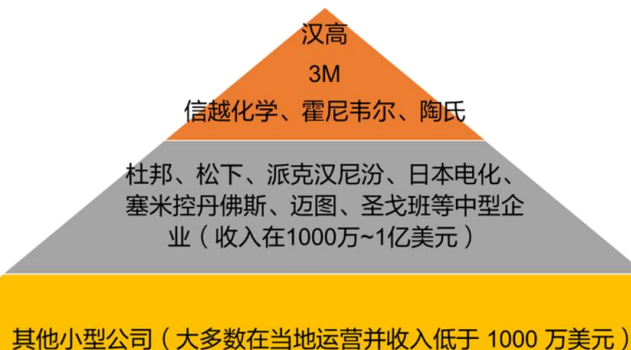 汉高
3M
信越化学、霍尼韦尔、陶氏
杜邦、松下、派克汉尼汾、日本电化、
塞米控丹佛斯、迈图、圣戈班等中型企
业（收入在1000万~1亿美元）
其他小型公司（大多数在当地运营并收入低于 1000 万美元）